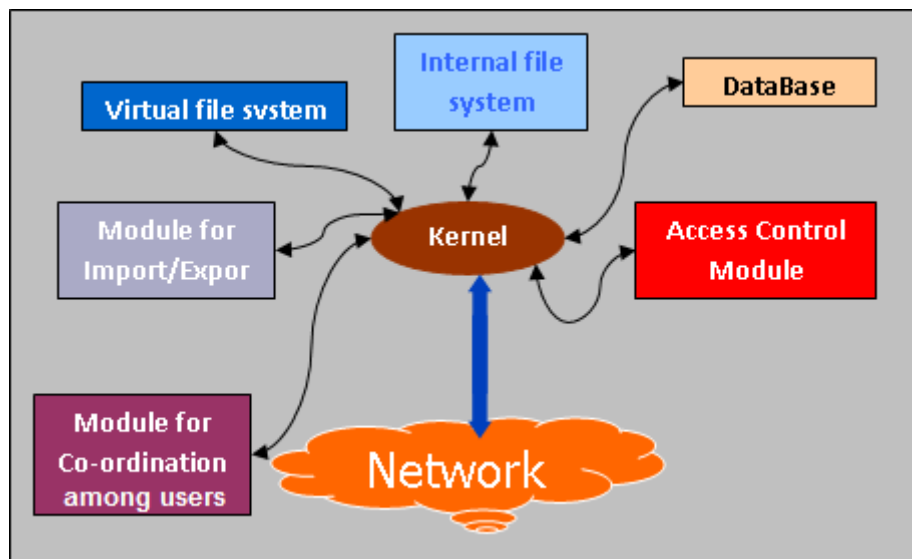 Internal file
system
DataBase
Virtual file system
Module for
Import/Expor
Kernel
Access Control
Module
Module for
Co-ordination
among users
Network